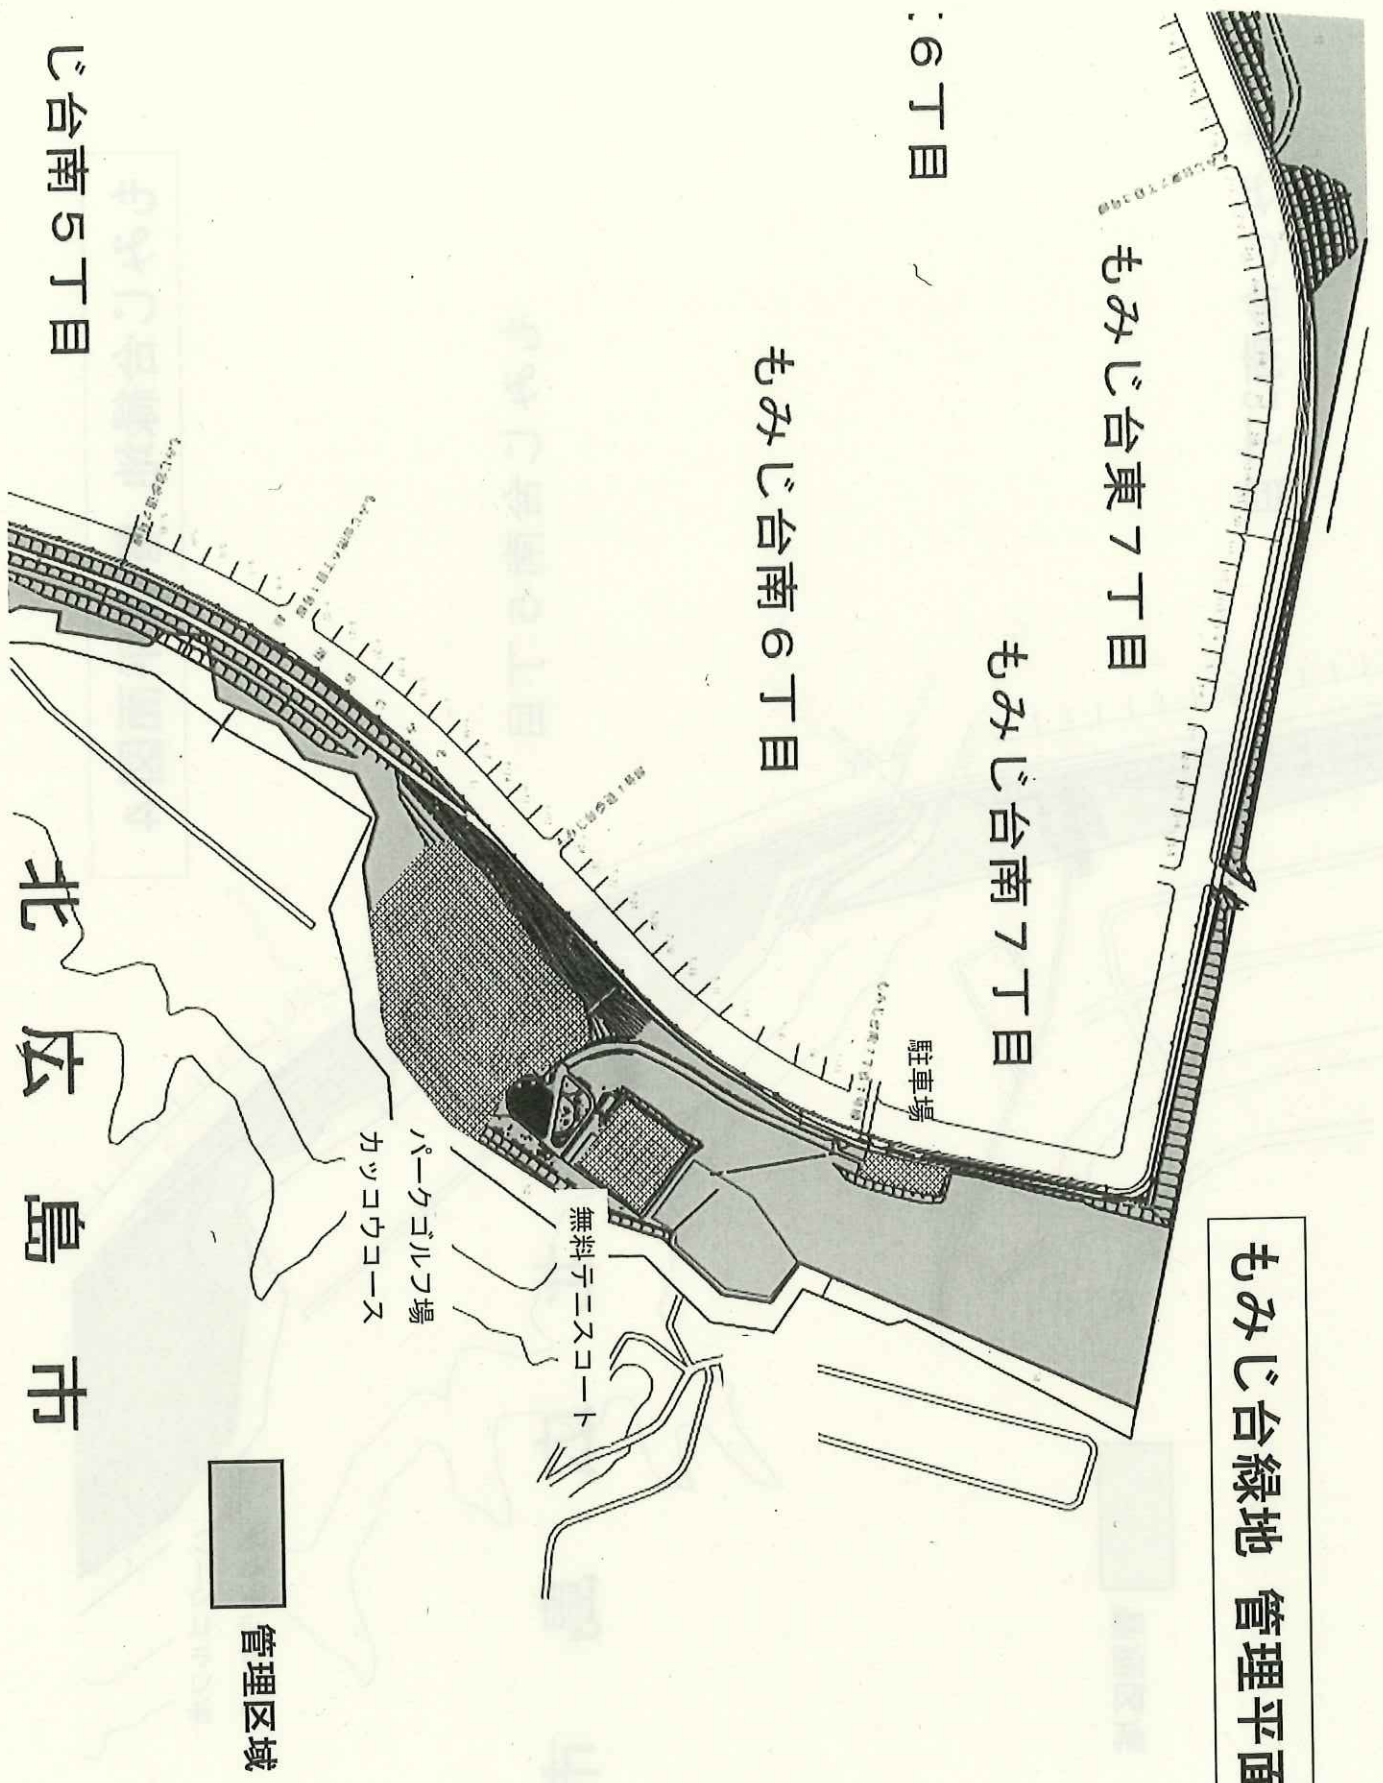 もみじ台緑地 管理平面
もみじ台東7丁目
:6丁目
もみじ台南7丁目
もみじ台南6丁目
じ台南5丁目
駐車場
無料テニスコート
パークゴルフ場
カッコウコース
北広島市
管理区域